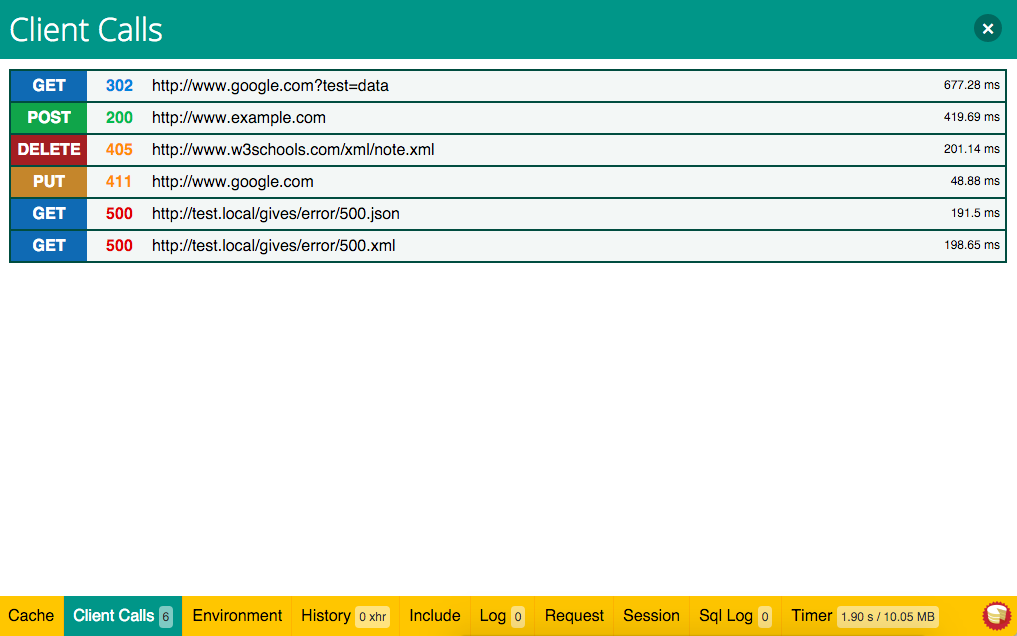 Client Calls
GET 302 http://www.google.com?test=data 677.28 ms
POST 200 http://www.example.com 419.69 ms
DELETE 405 http://www.w3schools.com/xml/note.xml 201.14 ms
PUT 411 http://www.google.com 48.88 ms
GET 500 http://test.local/gives/error/500.json 191.5 ms
GET 500 http://test.local/gives/error/500.xml 198.65 ms
Cache Client Calls 6 Environment History 0 xhr Include Log 0 Request Session Sql Log 0 Timer 1.90 s / 10.05 MB